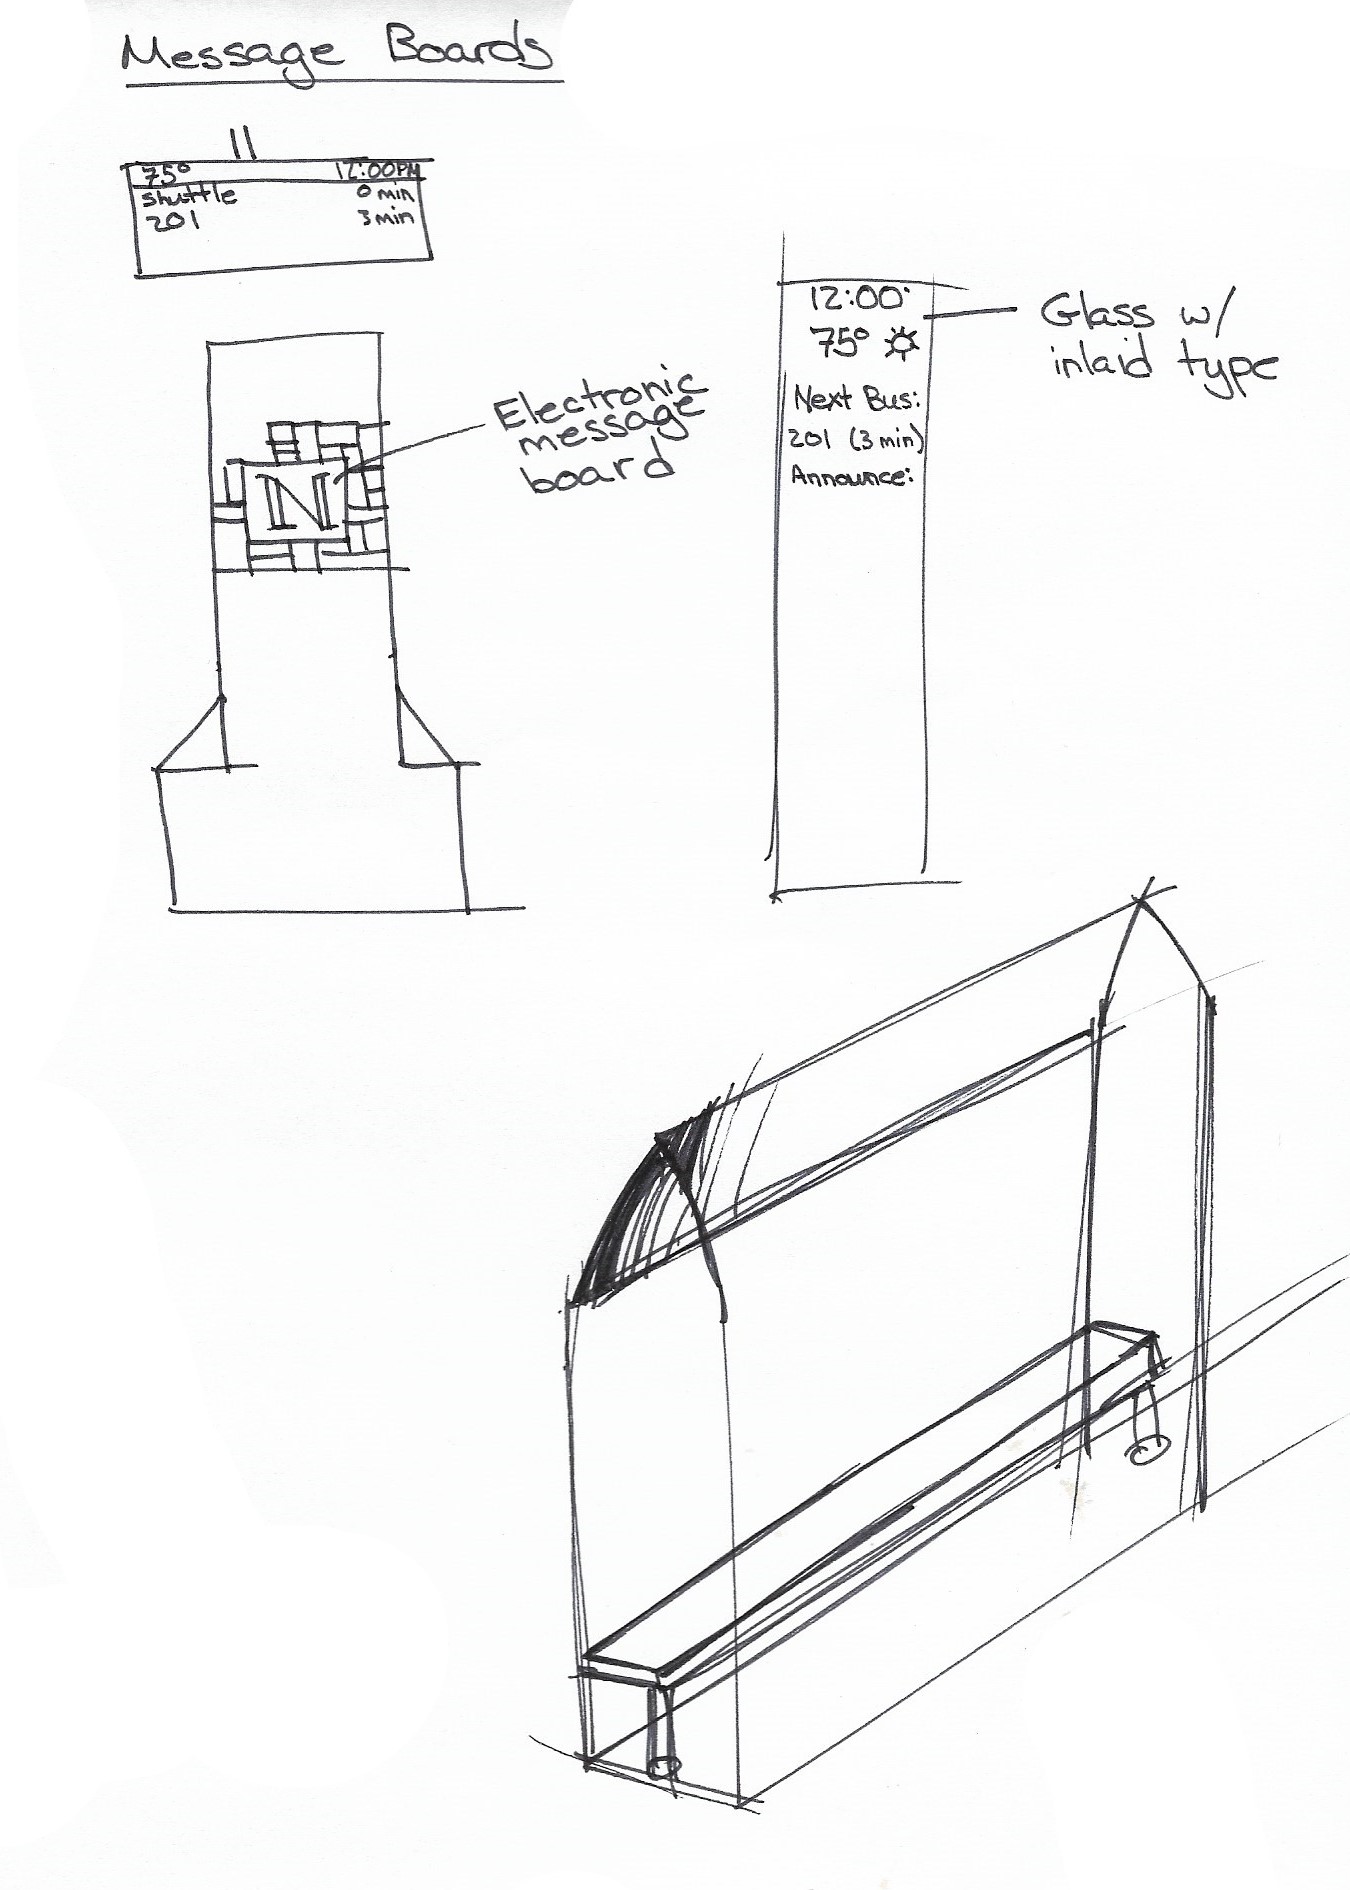 Message Boards
75° 12:00PM
shuttle 0 min
201 3 min
Electronic
message
board
N
12:00
75°
Next Bus:
201 (3 min)
Announce:
Glass w/
inlaid type